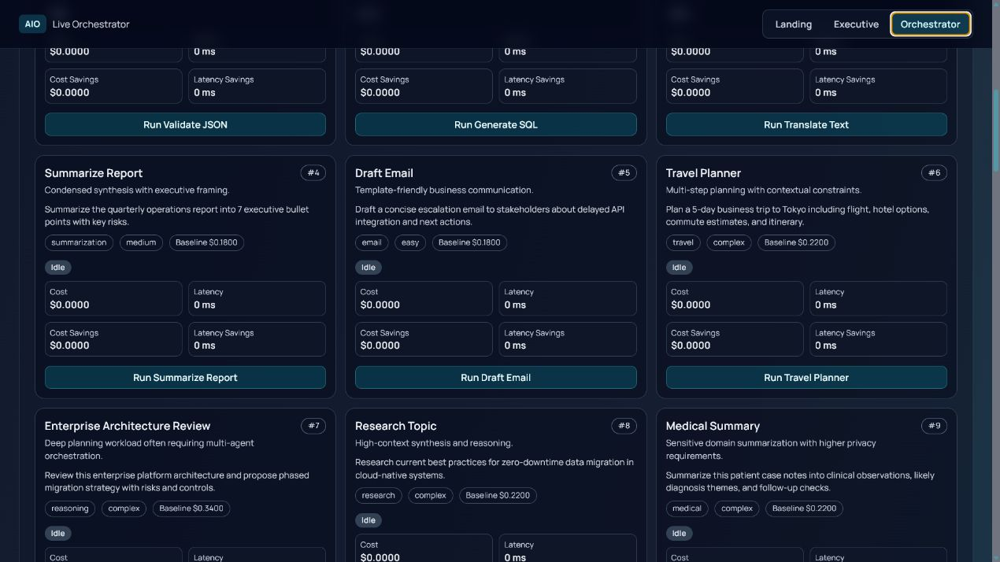 AIO Live Orchestrator Landing Executive Orchestrator
$0.0000 0 ms $0.0000 0 ms $0.0000 0 ms
Cost Savings Latency Savings Cost Savings Latency Savings Cost Savings Latency Savings
$0.0000 0 ms $0.0000 0 ms $0.0000 0 ms
Run Validate JSON Run Generate SQL Run Translate Text
Summarize Report #4
Condensed synthesis with executive framing.
Summarize the quarterly operations report into 7 executive bullet
points with key risks.
summarization medium Baseline $0.1800
Idle
Cost Latency
$0.0000 0 ms
Cost Savings Latency Savings
$0.0000 0 ms
Run Summarize Report
Draft Email #5
Template-friendly business communication.
Draft a concise escalation email to stakeholders about delayed API
integration and next actions.
email easy Baseline $0.1800
Idle
Cost Latency
$0.0000 0 ms
Cost Savings Latency Savings
$0.0000 0 ms
Run Draft Email
Travel Planner #6
Multi-step planning with contextual constraints.
Plan a 5-day business trip to Tokyo including flight, hotel options,
commute estimates, and itinerary.
travel complex Baseline $0.2200
Idle
Cost Latency
$0.0000 0 ms
Cost Savings Latency Savings
$0.0000 0 ms
Run Travel Planner
Enterprise Architecture Review #7
Deep planning workload often requiring multi-agent
orchestration.
Review this enterprise platform architecture and propose phased
migration strategy with risks and controls.
reasoning complex Baseline $0.3400
Idle
Cost Latency
Research Topic #8
High-context synthesis and reasoning.
Research current best practices for zero-downtime data migration in
cloud-native systems.
research complex Baseline $0.2200
Idle
Cost Latency
$0.0000 0 ms
Medical Summary #9
Sensitive domain summarization with higher privacy
requirements.
Summarize this patient case notes into clinical observations, likely
diagnosis themes, and follow-up checks.
medical complex Baseline $0.2200
Idle
Cost Latency